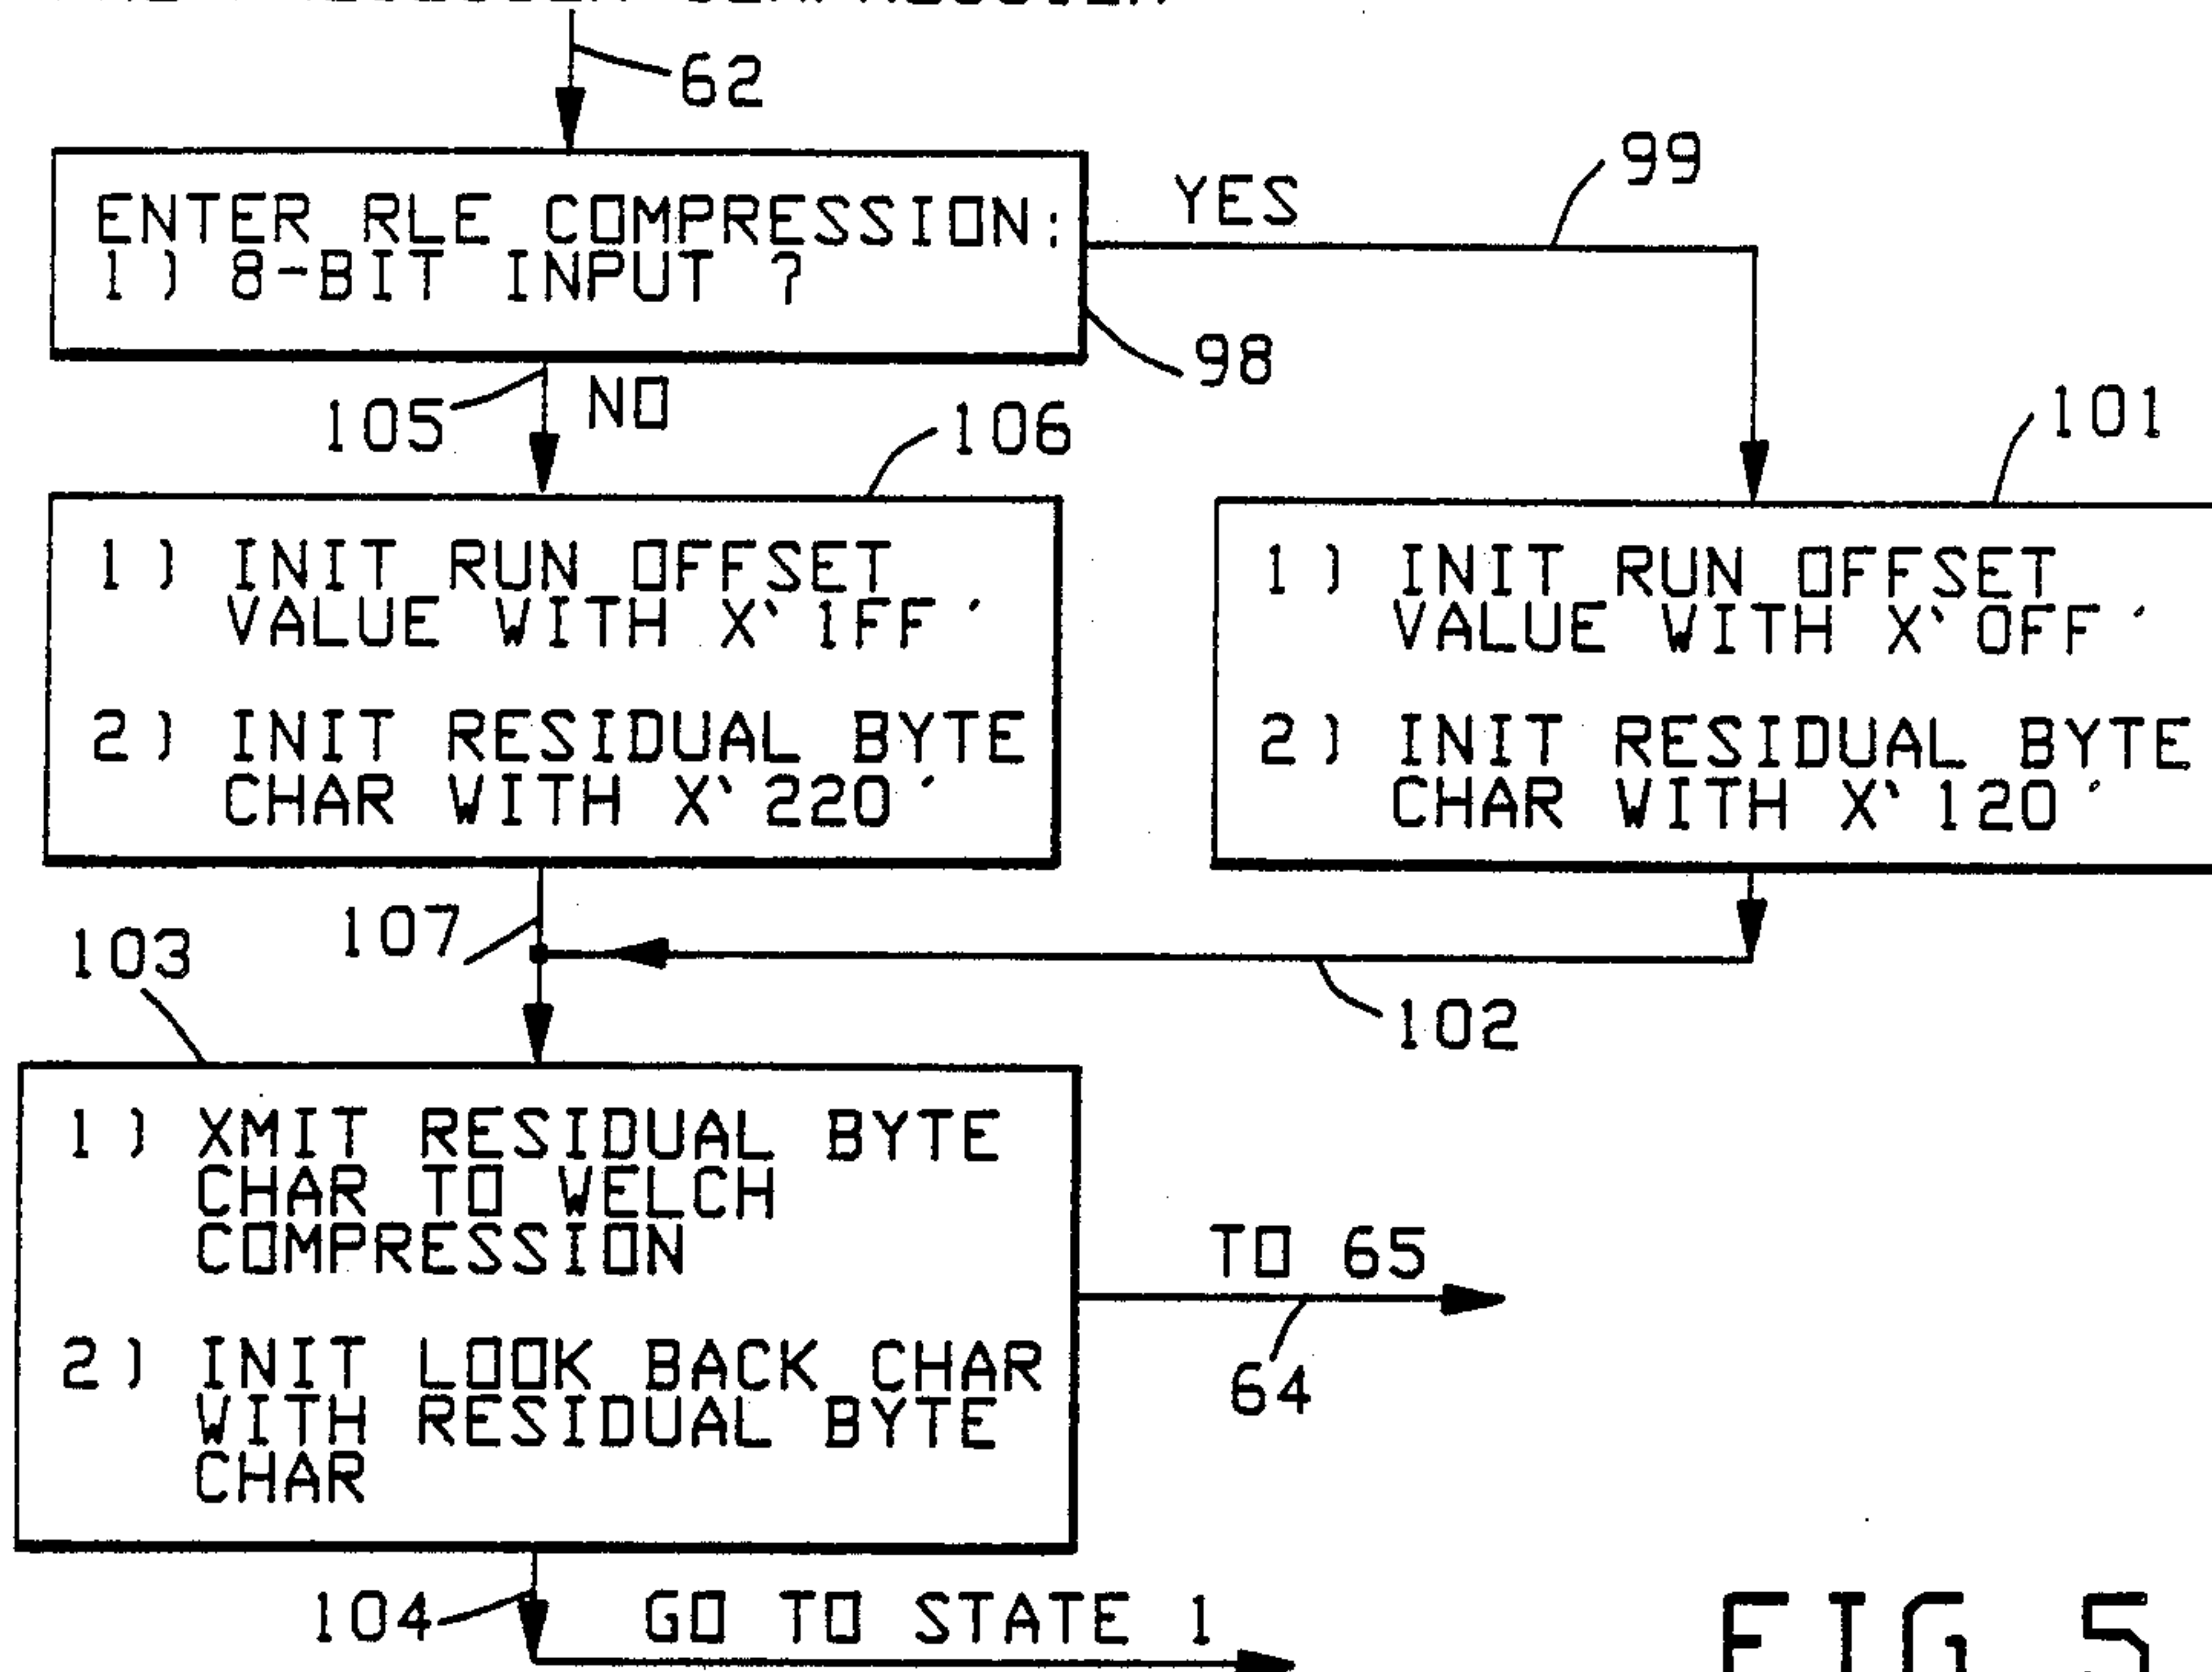 62
99
YES
ENTER RLE COMPRESSION:
1) 8-BIT INPUT ?
98
105
NO
106
101
1) INIT RUN OFFSET
VALUE WITH X`1FF´
2) INIT RESIDUAL BYTE
CHAR WITH X`220´
1) INIT RUN OFFSET
VALUE WITH X`0FF´
2) INIT RESIDUAL BYTE
CHAR WITH X`120´
107
103
102
1) XMIT RESIDUAL BYTE
CHAR TO WELCH
COMPRESSION
2) INIT LOOK BACK CHAR
WITH RESIDUAL BYTE
CHAR
TO 65
64
104
GO TO STATE 1
FIG 5